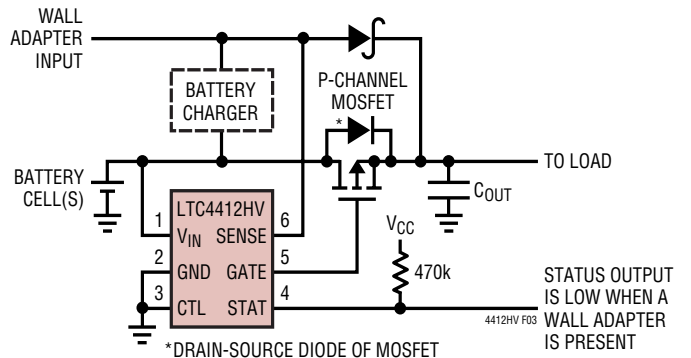 WALL
ADAPTER
INPUT
BATTERY
CHARGER
P-CHANNEL
MOSFET
*
TO LOAD
BATTERY
CELL(S)
COUT
LTC4412HV
1
VIN
SENSE
6
2
GND
GATE
5
3
CTL
STAT
4
VCC
470k
STATUS OUTPUT
IS LOW WHEN A
WALL ADAPTER
IS PRESENT
4412HV F03
*DRAIN-SOURCE DIODE OF MOSFET